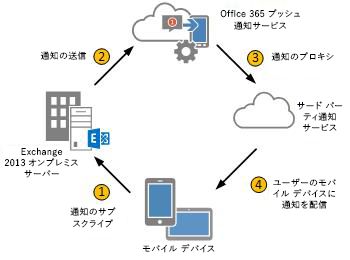 Office 365 プッシュ
通知サービス
通知の送信
2
3
通知のプロキシ
サード パー
ティ通知
サービス
Exchange
2013 オンプレミス
サーバー
1
通知のサブ
スクライブ
4
ユーザーのモバ
イル デバイスに
通知を配信
モバイル デバイス